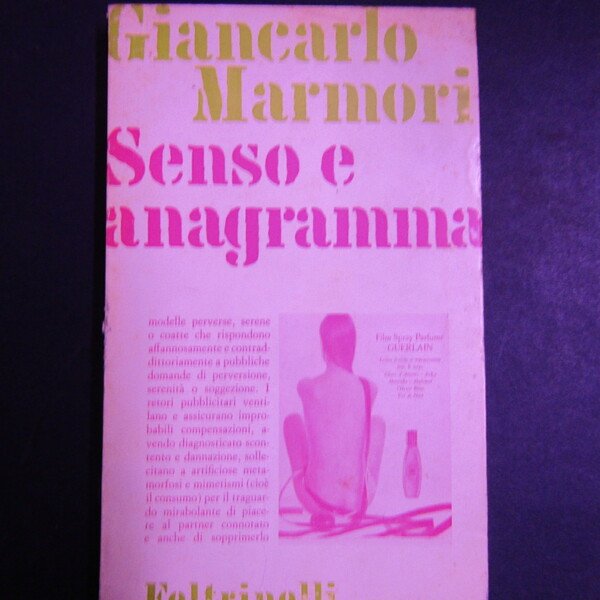 Giancarlo
Marmori
Senso e
anagramma
modelle perverse, serene
o coatte che rispondono
affannosamente e contrad-
dittoriamente a pubbliche
domande di perversione,
serenità o soggezione. I
retori pubblicitari venti-
lano e assicurano impro-
babili compensazioni, a-
vendo diagnosticato scon-
tento e dannazione, solle-
citano a artificiose meta-
morfosi e mimetismi (cioè
il consumo) per il traguar-
do mirabolante di piace-
re al partner connotato
e anche di sopprimerlo
Film Spray Parfumé
GUERLAIN
Feltrinelli